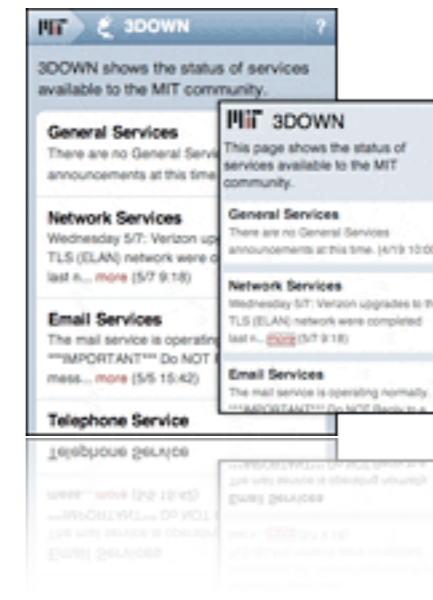 MIT 3DOWN ?
3DOWN shows the status of services
available to the MIT community.
General Services
There are no General Servi
announcements at this time
Network Services
Wednesday 5/7: Verizon up
TLS (ELAN) network were c
last n... more (5/7 9:18)
Email Services
The mail service is operating
***IMPORTANT*** Do NOT
mess... more (5/5 15:42)
Telephone Service
MIT 3DOWN
This page shows the status of
services available to the MIT
community.
General Services
There are no General Services
announcements at this time. (4/19 10:00
Network Services
Wednesday 5/7: Verizon upgrades to th
TLS (ELAN) network were completed
last n... more (5/7 9:18)
Email Services
The mail service is operating normally.
***IMPORTANT*** Do NOT Reply to a